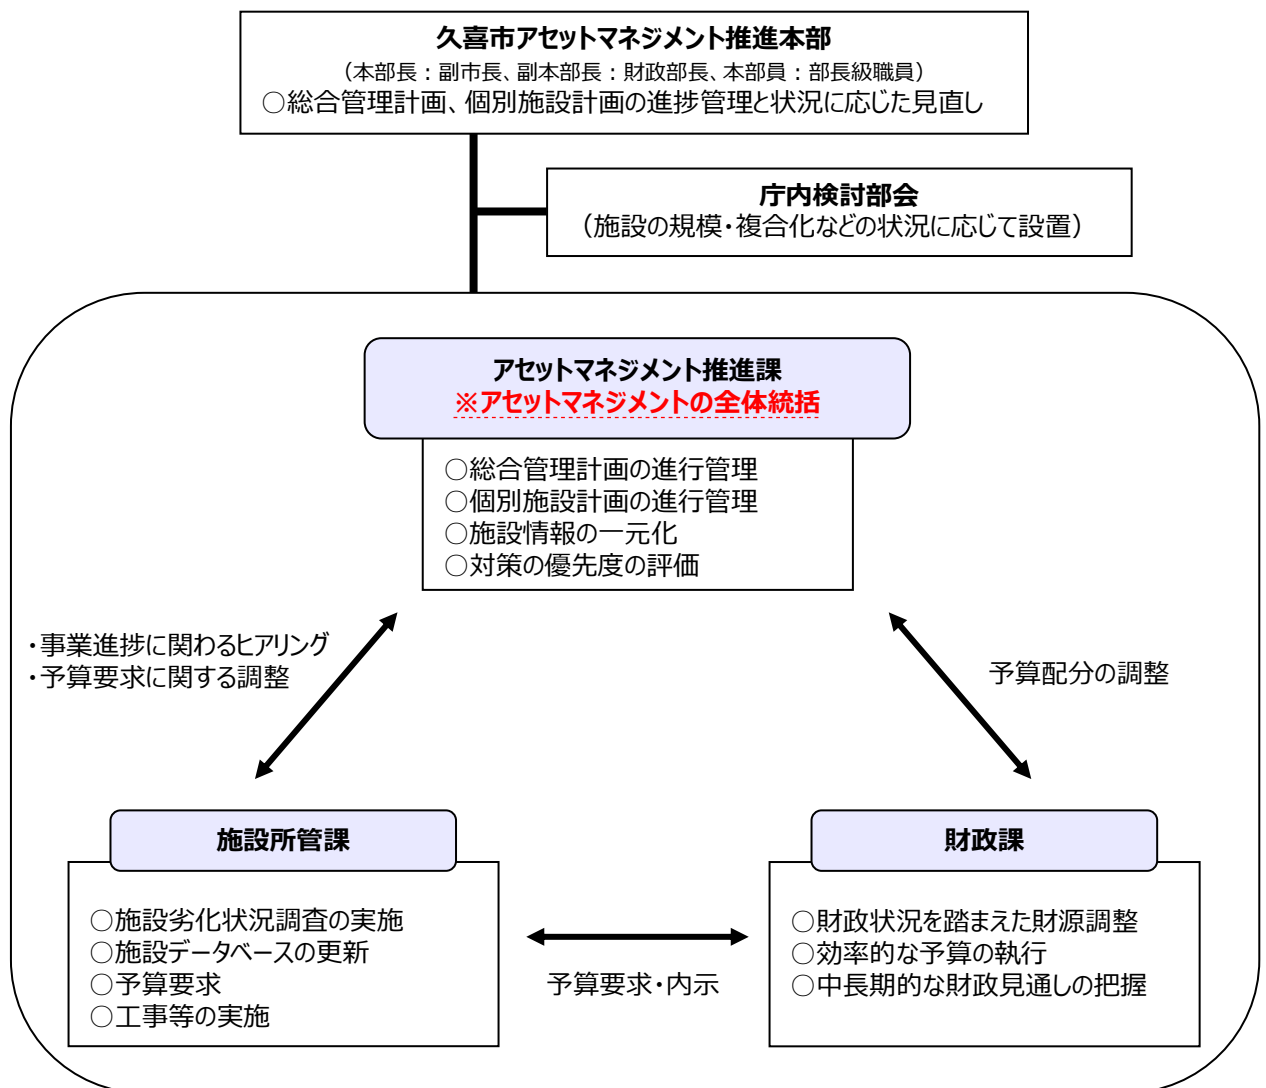 久喜市アセットマネジメント推進本部
（本部長：副市長、副本部長：財政部長、本部員：部長級職員）
○総合管理計画、個別施設計画の進捗管理と状況に応じた見直し
庁内検討部会
（施設の規模・複合化などの状況に応じて設置）
アセットマネジメント推進課
※アセットマネジメントの全体統括
○総合管理計画の進行管理
○個別施設計画の進行管理
○施設情報の一元化
○対策の優先度の評価
・事業進捗に関わるヒアリング
・予算要求に関する調整
予算配分の調整
施設所管課
○施設劣化状況調査の実施
○施設データベースの更新
○予算要求
○工事等の実施
予算要求・内示
財政課
○財政状況を踏まえた財源調整
○効率的な予算の執行
○中長期的な財政見通しの把握